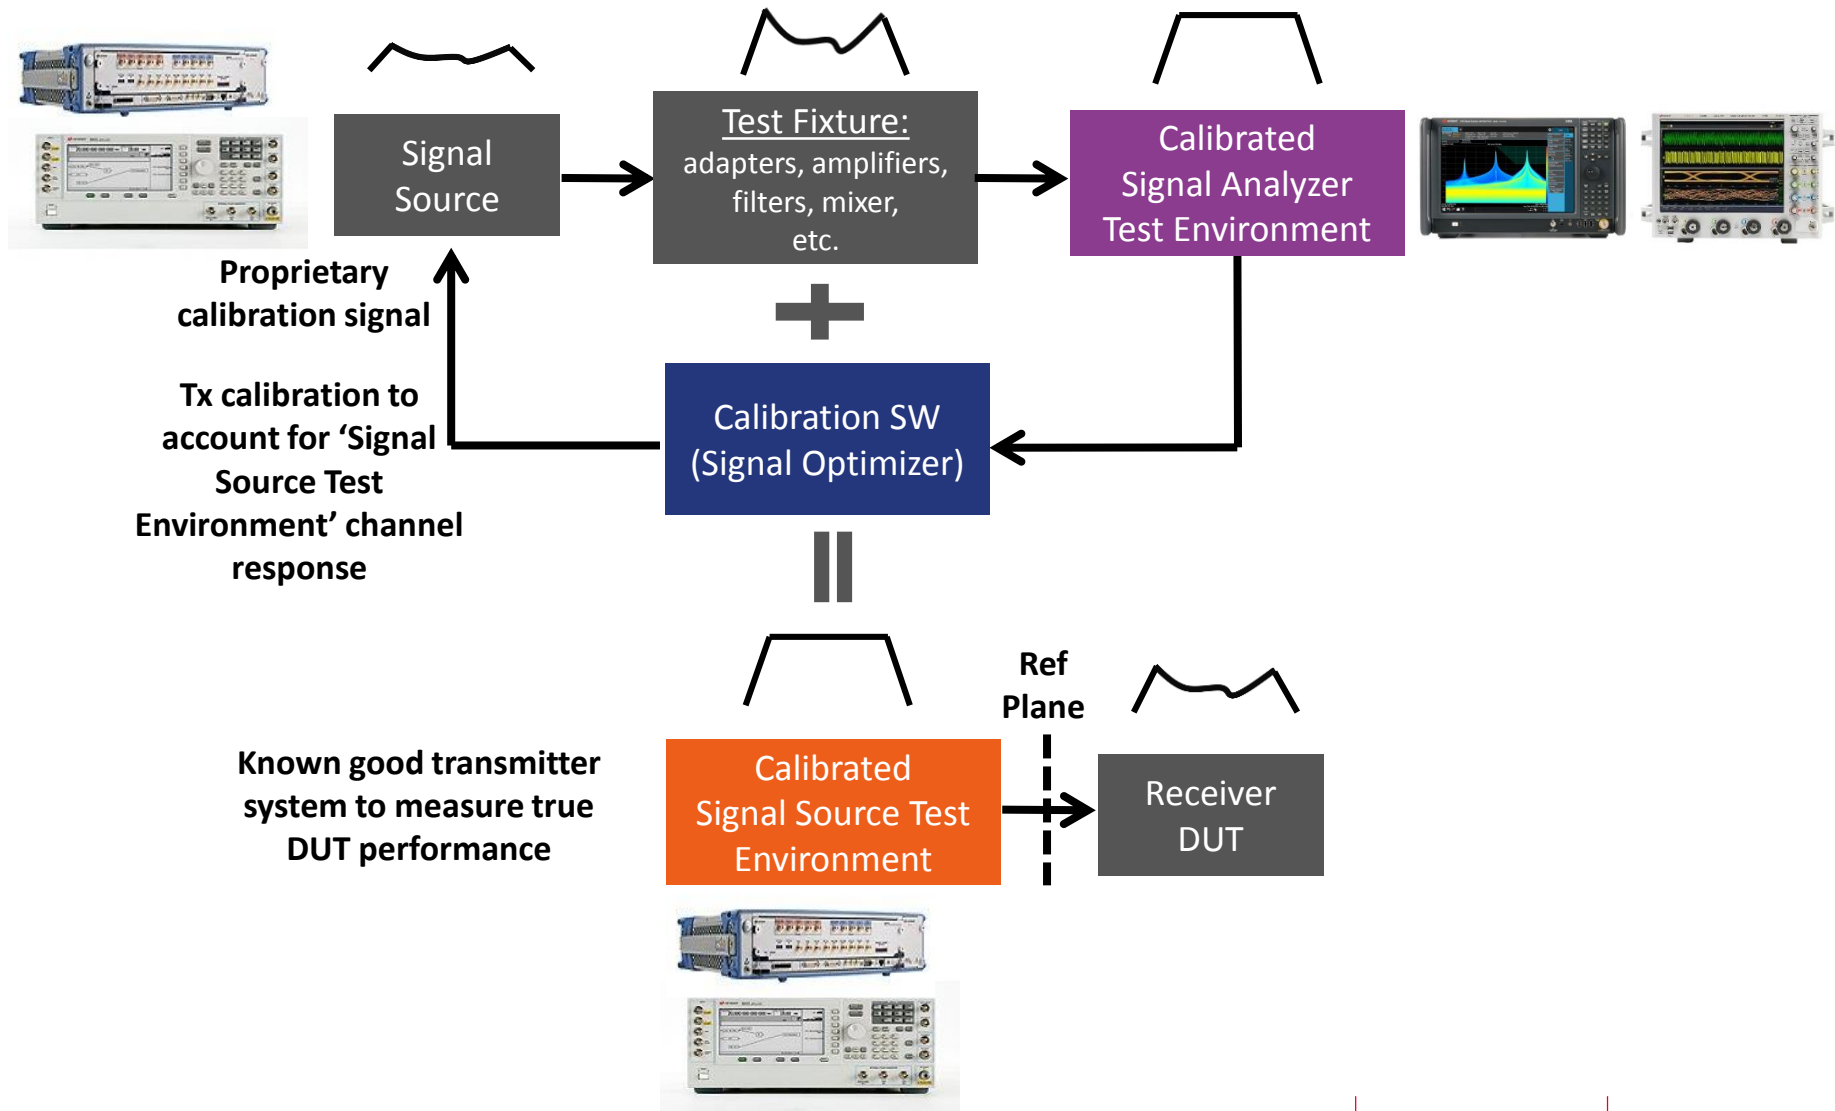 Signal
Source
Test Fixture:
adapters, amplifiers,
filters, mixer,
etc.
Calibrated
Signal Analyzer
Test Environment
Proprietary
calibration signal
Tx calibration to
account for ‘Signal
Source Test
Environment’ channel
response
Calibration SW
(Signal Optimizer)
Known good transmitter
system to measure true
DUT performance
Calibrated
Signal Source Test
Environment
Ref
Plane
Receiver
DUT